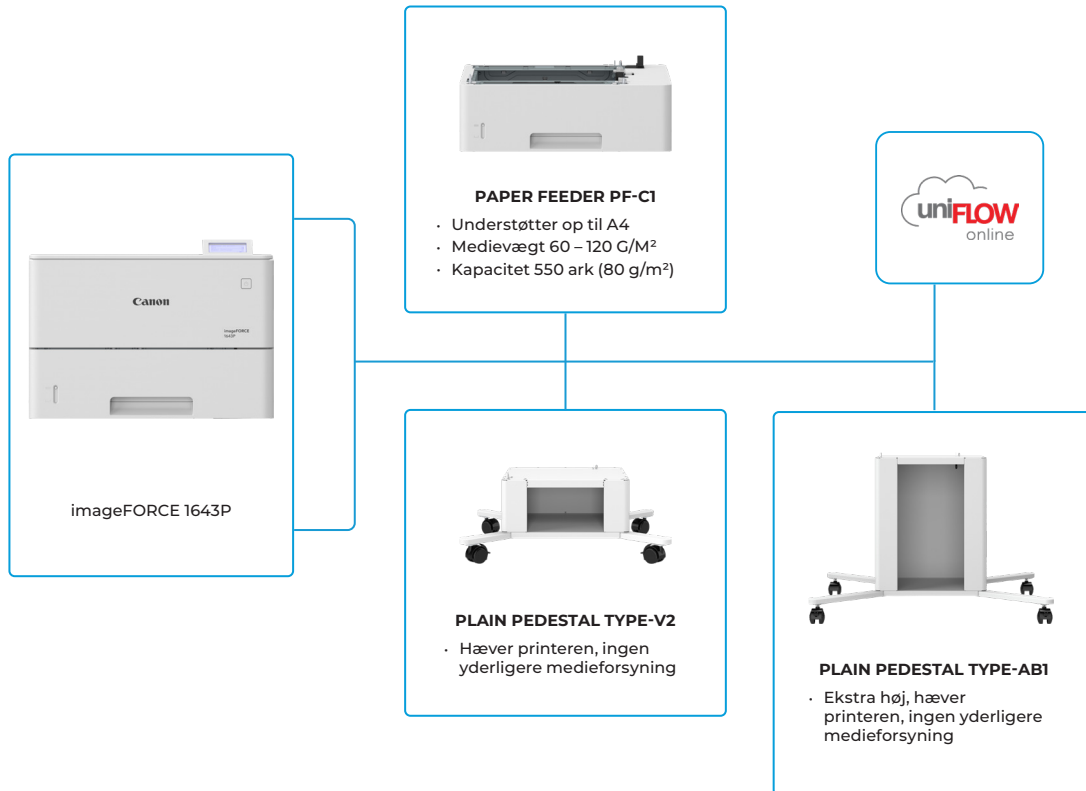 PAPER FEEDER PF-C1
· Understøtter op til A4
· Medievægt 60 – 120 G/M²
· Kapacitet 550 ark (80 g/m²)
uniFLOW
online
Canon
imageFORCE
1643P
imageFORCE 1643P
PLAIN PEDESTAL TYPE-V2
· Hæver printeren, ingen
yderligere medieforsyning
PLAIN PEDESTAL TYPE-AB1
· Ekstra høj, hæver
printeren, ingen yderligere
medieforsyning